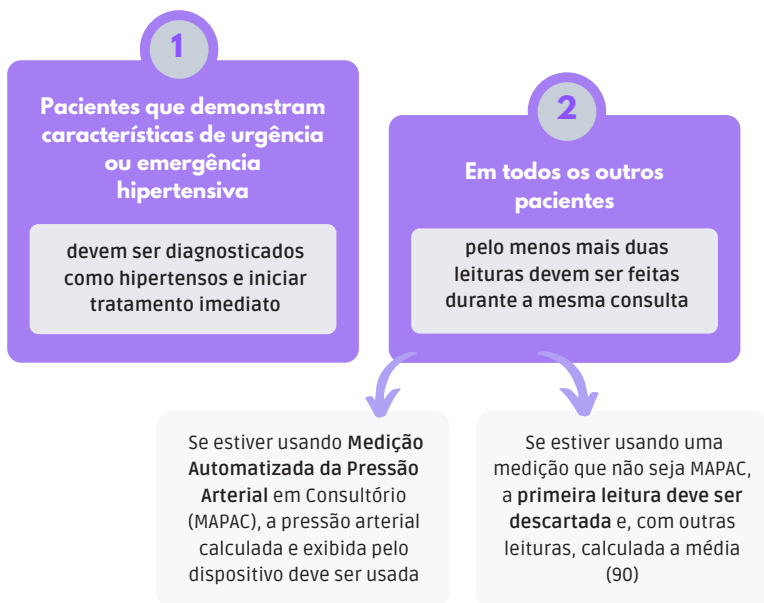 1
Pacientes que demonstram
características de urgência
ou emergência
hipertensiva
devem ser diagnosticados
como hipertensos e iniciar
tratamento imediato
2
Em todos os outros
pacientes
pelo menos mais duas
leituras devem ser feitas
durante a mesma consulta
Se estiver usando Medição
Automatizada da Pressão
Arterial em Consultório
(MAPAC), a pressão arterial
calculada e exibida pelo
dispositivo deve ser usada
Se estiver usando uma
medição que não seja MAPAC,
a primeira leitura deve ser
descartada e, com outras
leituras, calculada a média
(90)